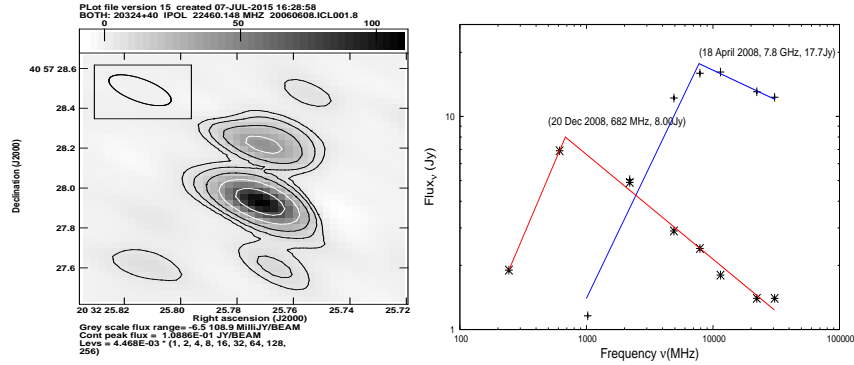 PLot file version 15 created 07-JUL-2015 16:28:58
BOTH: 20324+40 IPOL 22460.148 MHZ 20060608.ICL001.8
0 50 100
40 57 28.6
28.4
28.2
28.0
27.8
27.6
Declination (J2000)
20 32 25.82 25.80 25.78 25.76 25.74 25.72
Right ascension (J2000)
Grey scale flux range= -6.5 108.9 MilliJY/BEAM
Cont peak flux = 1.0886E-01 JY/BEAM
Levs = 4.468E-03 * (1, 2, 4, 8, 16, 32, 64, 128,
256)
(18 April 2008, 7.8 GHz, 17.7Jy)
(20 Dec 2008, 682 MHz, 8.00Jy)
10
1
Fluxν (Jy)
100 1000 10000 100000
Frequency ν(MHz)